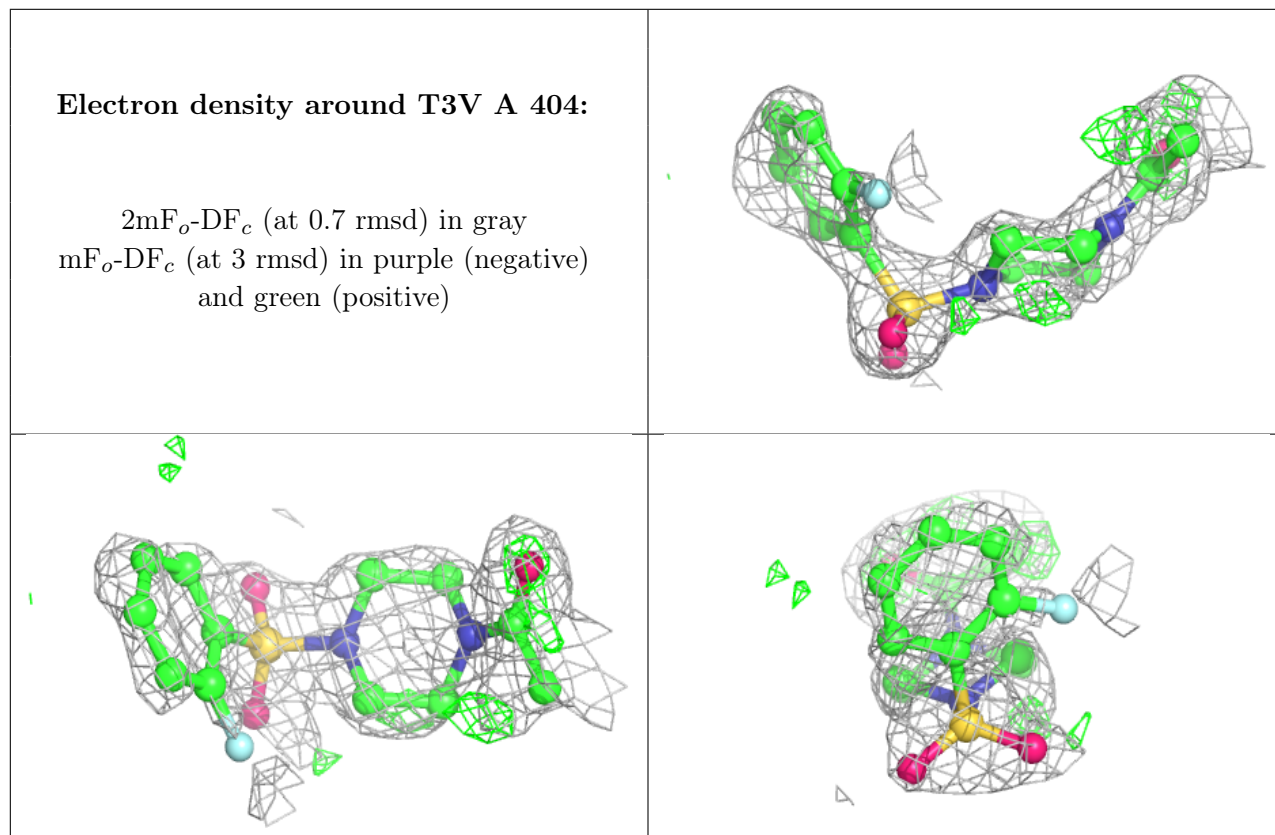 Electron density around T3V A 404:
2mFo-DFc (at 0.7 rmsd) in gray
mFo-DFc (at 3 rmsd) in purple (negative)
and green (positive)